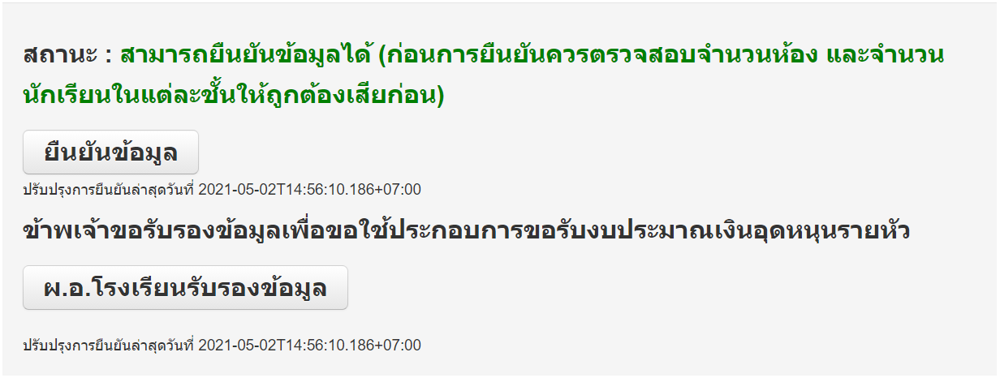 สถานะ : สามารถยืนยันข้อมูลได้ (ก่อนการยืนยันควรตรวจสอบจำนวนห้อง และจำนวน
นักเรียนในแต่ละชั้นให้ถูกต้องเสียก่อน)
ยืนยันข้อมูล
ปรับปรุงการยืนยันล่าสุดวันที่ 2021-05-02T14:56:10.186+07:00
ข้าพเจ้าขอรับรองข้อมูลเพื่อขอใช้ประกอบการขอรับงบประมาณเงินอุดหนุนรายหัว
ผ.อ.โรงเรียนรับรองข้อมูล
ปรับปรุงการยืนยันล่าสุดวันที่ 2021-05-02T14:56:10.186+07:00